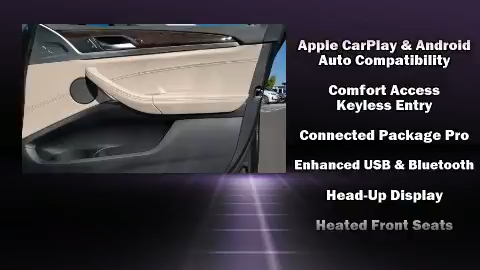 Apple CarPlay & Android
Auto Compatibility
Comfort Access
Keyless Entry
Connected Package Pro
Enhanced USB & Bluetooth
Head-Up Display
Heated Front Seats